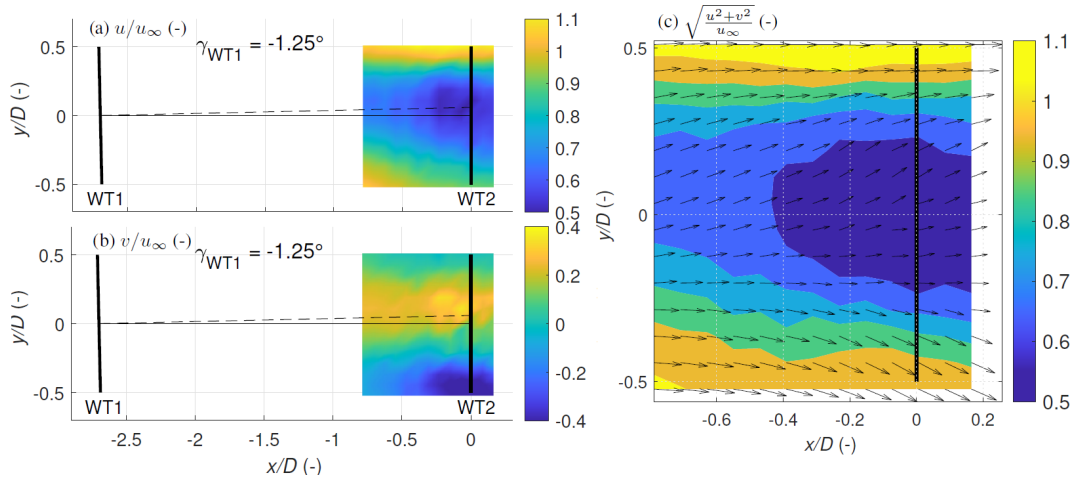 (a) u/u∞ (-)
γWT1 = -1.25°
0.5
0
-0.5
y/D (-)
WT1
WT2
1.1
1
0.9
0.8
0.7
0.6
0.5
(b) v/u∞ (-)
γWT1 = -1.25°
0.5
0
-0.5
y/D (-)
WT1
WT2
0.4
0.2
0
-0.2
-0.4
-2.5 -2 -1.5 -1 -0.5 0
x/D (-)
(c) √((u²+v²)/u∞) (-)
0.5
0
-0.5
y/D (-)
-0.6 -0.4 -0.2 0 0.2
x/D (-)
1.1
1
0.9
0.8
0.7
0.6
0.5